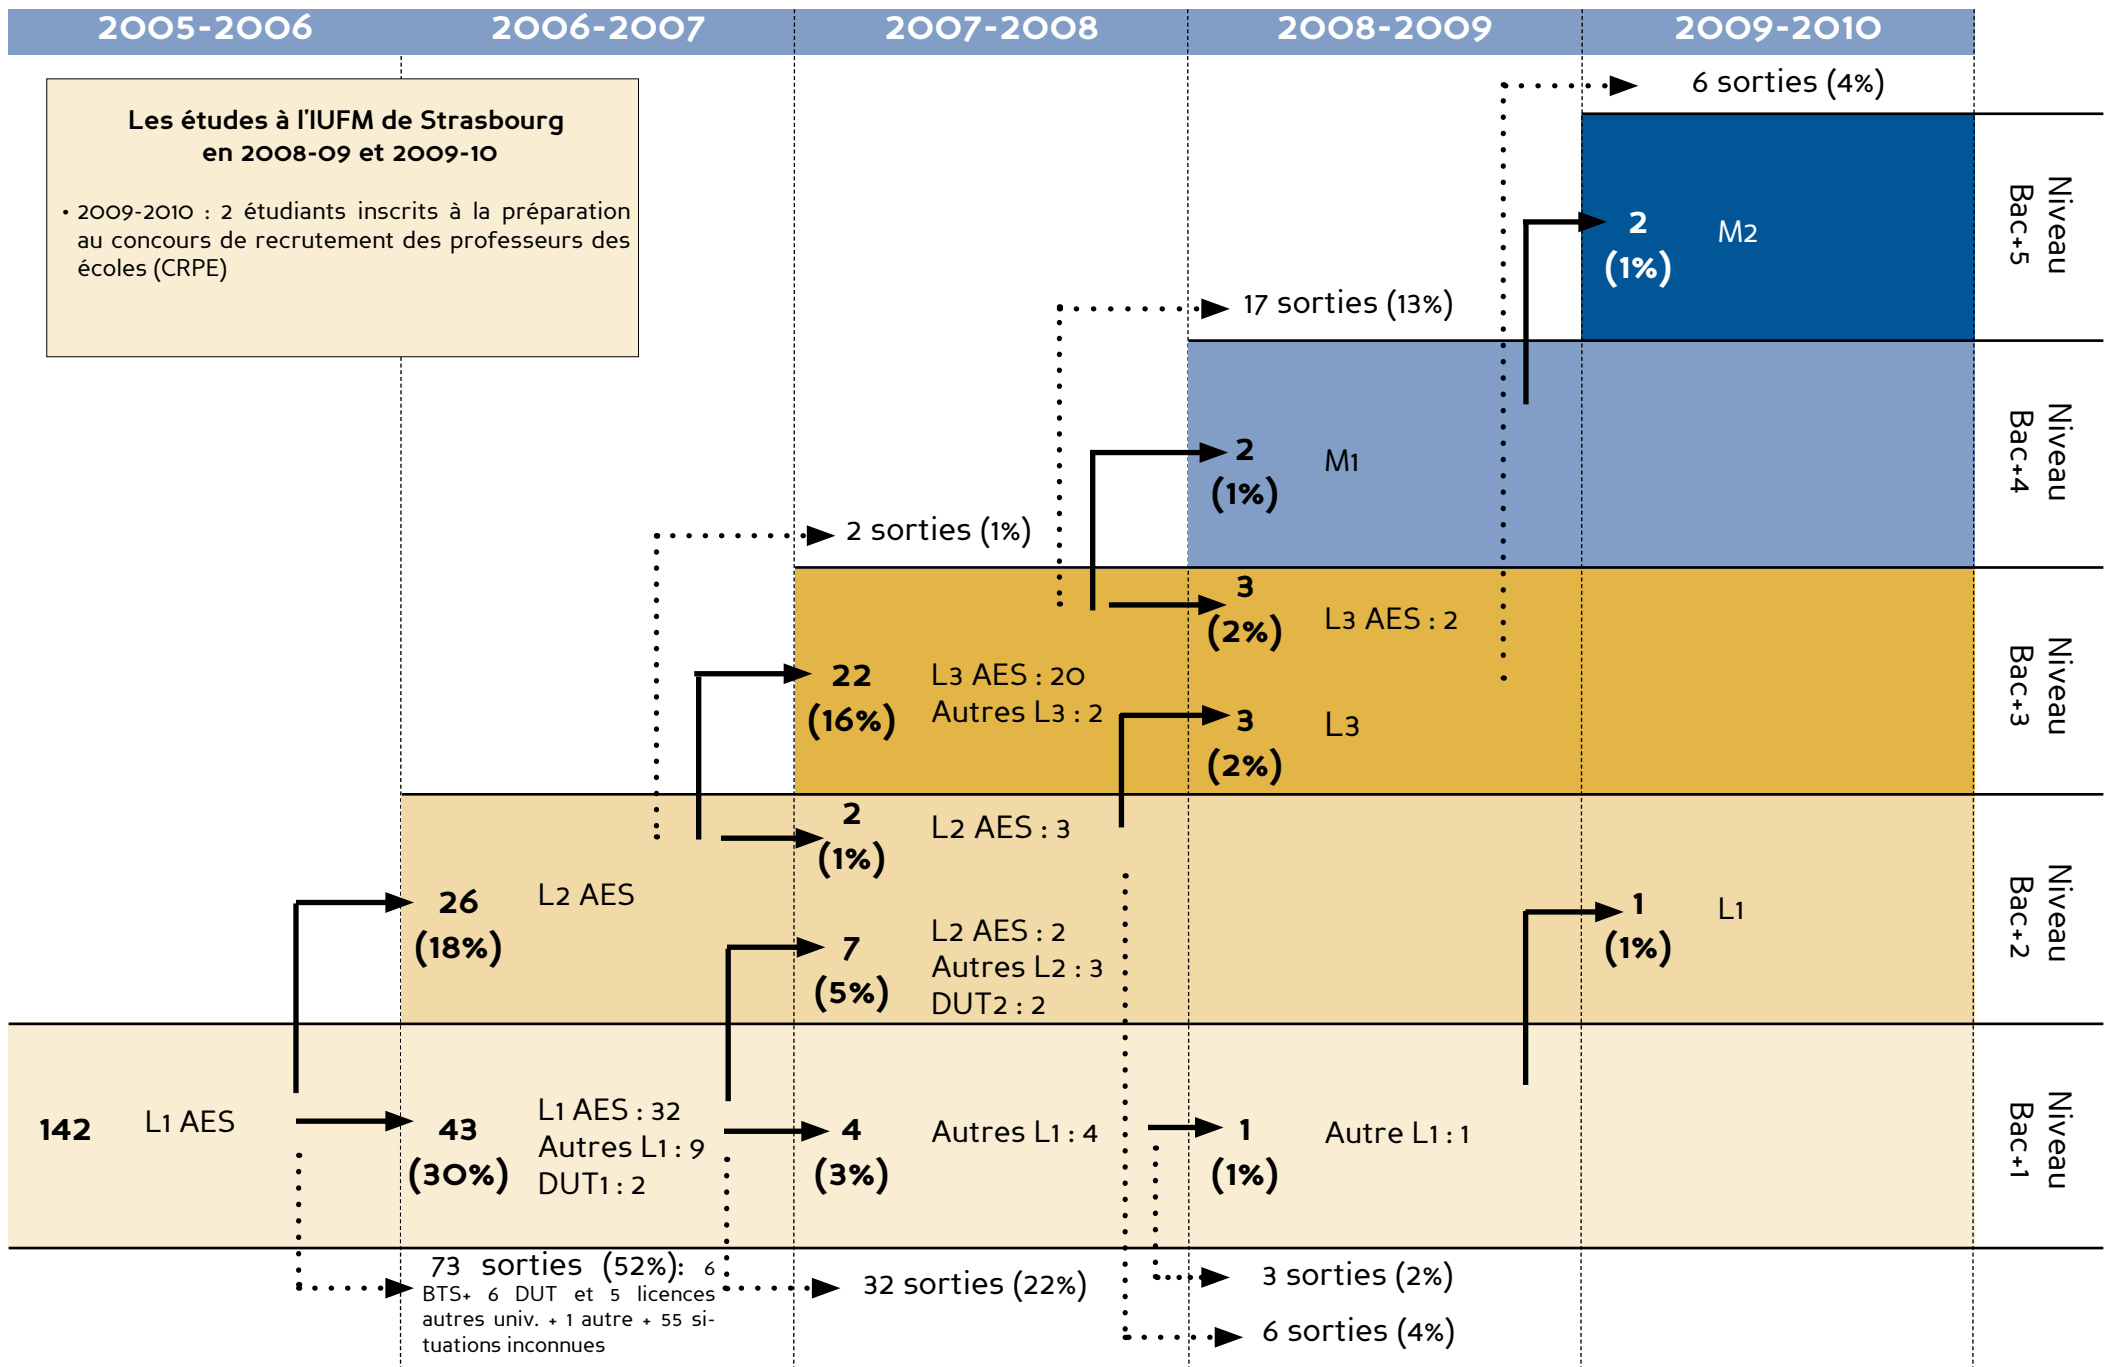 2005-2006
2006-2007
2007-2008
2008-2009
2009-2010
Les études à l'IUFM de Strasbourg
en 2008-09 et 2009-10
• 2009-2010 : 2 étudiants inscrits à la préparation
au concours de recrutement des professeurs des
écoles (CRPE)
6 sorties (4%)
2
(1%)
M2
Niveau
Bac+5
17 sorties (13%)
2
(1%)
M1
Niveau
Bac+4
2 sorties (1%)
22
(16%)
L3 AES : 20
Autres L3 : 2
3
(2%)
L3 AES : 2
3
(2%)
L3
Niveau
Bac+3
26
(18%)
L2 AES
2
(1%)
L2 AES : 3
7
(5%)
L2 AES : 2
Autres L2 : 3
DUT2 : 2
1
(1%)
L1
Niveau
Bac+2
142
L1 AES
43
(30%)
L1 AES : 32
Autres L1 : 9
DUT1 : 2
4
(3%)
Autres L1 : 4
1
(1%)
Autre L1 : 1
Niveau
Bac+1
73 sorties (52%): 6
BTS+ 6 DUT et 5 licences
autres univ. + 1 autre + 55 si-
tuations inconnues
32 sorties (22%)
3 sorties (2%)
6 sorties (4%)